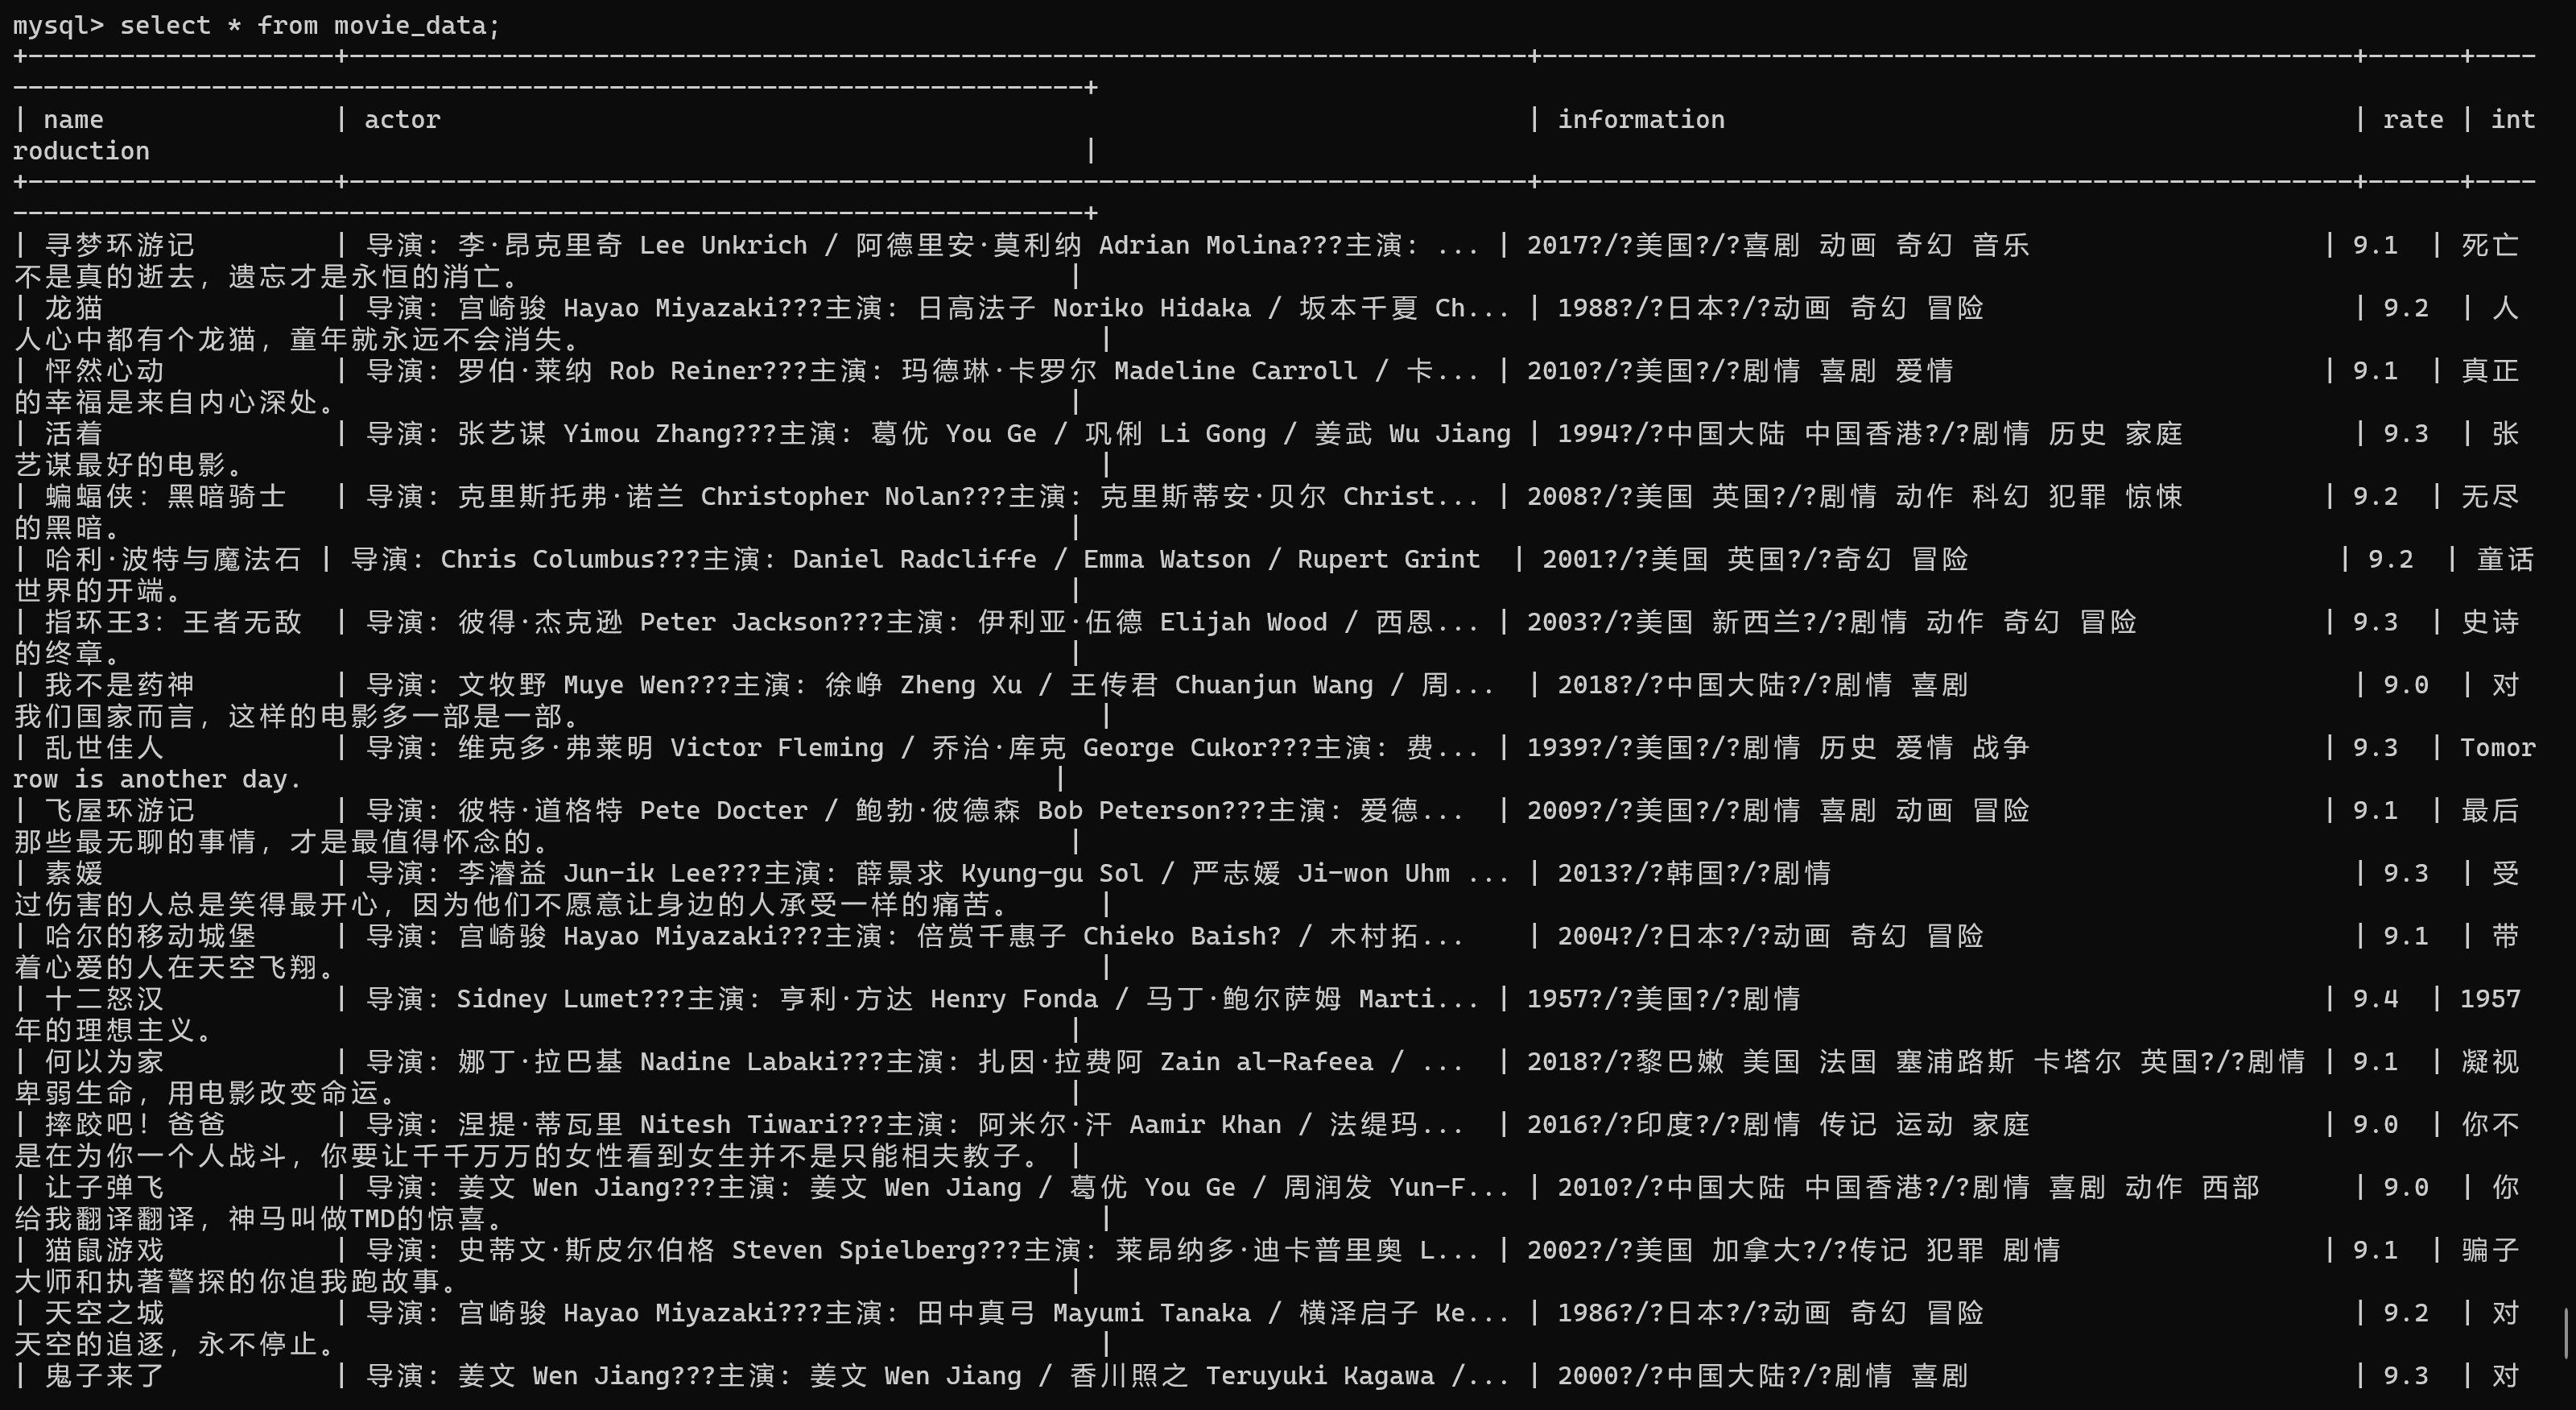 mysql> select * from movie_data;
+--------------------+-----------------------------------------------------------------------------+-----------------------------------------------------+------+----
----------------------------------------------------------------------+
| name | actor | information | rate | int
roduction |
+--------------------+-----------------------------------------------------------------------------+-----------------------------------------------------+------+----
----------------------------------------------------------------------+
| 寻梦环游记 | 导演: 李·昂克里奇 Lee Unkrich / 阿德里安·莫利纳 Adrian Molina???主演: ... | 2017?/?美国?/?喜剧 动画 奇幻 音乐 | 9.1 | 死亡
不是真的逝去，遗忘才是永恒的消亡。 |
| 龙猫 | 导演: 宫崎骏 Hayao Miyazaki???主演: 日高法子 Noriko Hidaka / 坂本千夏 Ch... | 1988?/?日本?/?动画 奇幻 冒险 | 9.2 | 人
人心中都有个龙猫，童年就永远不会消失。 |
| 怦然心动 | 导演: 罗伯·莱纳 Rob Reiner???主演: 玛德琳·卡罗尔 Madeline Carroll / 卡... | 2010?/?美国?/?剧情 喜剧 爱情 | 9.1 | 真正
的幸福是来自内心深处。 |
| 活着 | 导演: 张艺谋 Yimou Zhang???主演: 葛优 You Ge / 巩俐 Li Gong / 姜武 Wu Jiang | 1994?/?中国大陆 中国香港?/?剧情 历史 家庭 | 9.3 | 张
艺谋最好的电影。 |
| 蝙蝠侠：黑暗骑士 | 导演: 克里斯托弗·诺兰 Christopher Nolan???主演: 克里斯蒂安·贝尔 Christ... | 2008?/?美国 英国?/?剧情 动作 科幻 犯罪 惊悚 | 9.2 | 无尽
的黑暗。 |
| 哈利·波特与魔法石 | 导演: Chris Columbus???主演: Daniel Radcliffe / Emma Watson / Rupert Grint | 2001?/?美国 英国?/?奇幻 冒险 | 9.2 | 童话
世界的开端。 |
| 指环王3：王者无敌 | 导演: 彼得·杰克逊 Peter Jackson???主演: 伊利亚·伍德 Elijah Wood / 西恩... | 2003?/?美国 新西兰?/?剧情 动作 奇幻 冒险 | 9.3 | 史诗
的终章。 |
| 我不是药神 | 导演: 文牧野 Muye Wen???主演: 徐峥 Zheng Xu / 王传君 Chuanjun Wang / 周... | 2018?/?中国大陆?/?剧情 喜剧 | 9.0 | 对
我们国家而言，这样的电影多一部是一部。 |
| 乱世佳人 | 导演: 维克多·弗莱明 Victor Fleming / 乔治·库克 George Cukor???主演: 费... | 1939?/?美国?/?剧情 历史 爱情 战争 | 9.3 | Tomor
row is another day. |
| 飞屋环游记 | 导演: 彼特·道格特 Pete Docter / 鲍勃·彼德森 Bob Peterson???主演: 爱德... | 2009?/?美国?/?剧情 喜剧 动画 冒险 | 9.1 | 最后
那些最无聊的事情，才是最值得怀念的。 |
| 素媛 | 导演: 李濬益 Jun-ik Lee???主演: 薛景求 Kyung-gu Sol / 严志媛 Ji-won Uhm ... | 2013?/?韩国?/?剧情 | 9.3 | 受
过伤害的人总是笑得最开心，因为他们不愿意让身边的人承受一样的痛苦。 |
| 哈尔的移动城堡 | 导演: 宫崎骏 Hayao Miyazaki???主演: 倍赏千惠子 Chieko Baish? / 木村拓... | 2004?/?日本?/?动画 奇幻 冒险 | 9.1 | 带
着心爱的人在天空飞翔。 |
| 十二怒汉 | 导演: Sidney Lumet???主演: 亨利·方达 Henry Fonda / 马丁·鲍尔萨姆 Marti... | 1957?/?美国?/?剧情 | 9.4 | 1957
年的理想主义。 |
| 何以为家 | 导演: 娜丁·拉巴基 Nadine Labaki???主演: 扎因·拉费阿 Zain al-Rafeea / ... | 2018?/?黎巴嫩 美国 法国 塞浦路斯 卡塔尔 英国?/?剧情 | 9.1 | 凝视
卑弱生命，用电影改变命运。 |
| 摔跤吧！爸爸 | 导演: 涅提·蒂瓦里 Nitesh Tiwari???主演: 阿米尔·汗 Aamir Khan / 法缇玛... | 2016?/?印度?/?剧情 传记 运动 家庭 | 9.0 | 你不
是在为你一个人战斗，你要让千千万万的女性看到女生并不是只能相夫教子。 |
| 让子弹飞 | 导演: 姜文 Wen Jiang???主演: 姜文 Wen Jiang / 葛优 You Ge / 周润发 Yun-F... | 2010?/?中国大陆 中国香港?/?剧情 喜剧 动作 西部 | 9.0 | 你
给我翻译翻译，神马叫做TMD的惊喜。 |
| 猫鼠游戏 | 导演: 史蒂文·斯皮尔伯格 Steven Spielberg???主演: 莱昂纳多·迪卡普里奥 L... | 2002?/?美国 加拿大?/?传记 犯罪 剧情 | 9.1 | 骗子
大师和执著警探的你追我跑故事。 |
| 天空之城 | 导演: 宫崎骏 Hayao Miyazaki???主演: 田中真弓 Mayumi Tanaka / 横泽启子 Ke... | 1986?/?日本?/?动画 奇幻 冒险 | 9.2 | 对
天空的追逐，永不停止。 |
| 鬼子来了 | 导演: 姜文 Wen Jiang???主演: 姜文 Wen Jiang / 香川照之 Teruyuki Kagawa /... | 2000?/?中国大陆?/?剧情 喜剧 | 9.3 | 对